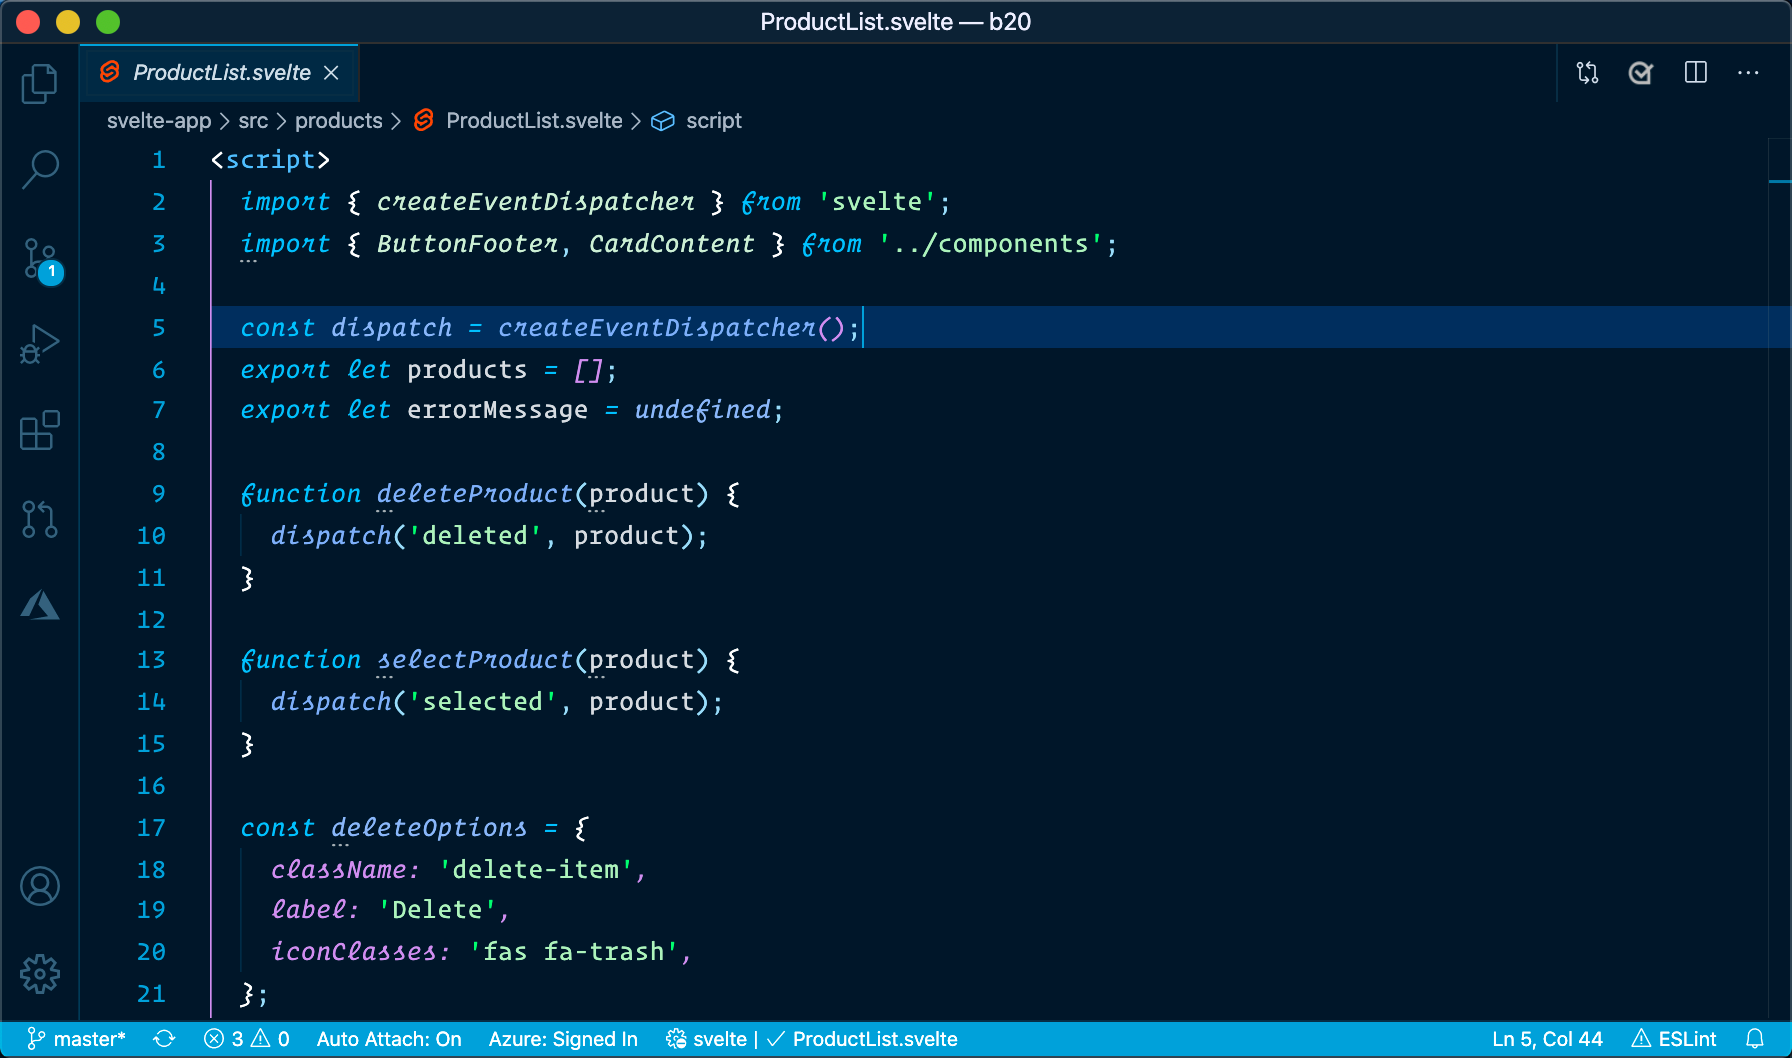 ProductList.svelte — b20
ProductList.svelte
svelte-app > src > products > ProductList.svelte > script
1 <script>
2 import { createEventDispatcher } from 'svelte';
3 import { ButtonFooter, CardContent } from '../components';
4
5 const dispatch = createEventDispatcher();
6 export let products = [];
7 export let errorMessage = undefined;
8
9 function deleteProduct(product) {
10 dispatch('deleted', product);
11 }
12
13 function selectProduct(product) {
14 dispatch('selected', product);
15 }
16
17 const deleteOptions = {
18 className: 'delete-item',
19 label: 'Delete',
20 iconClasses: 'fas fa-trash',
21 };
1
master* 3 0 Auto Attach: On Azure: Signed In svelte | ✓ ProductList.svelte Ln 5, Col 44 ESLint